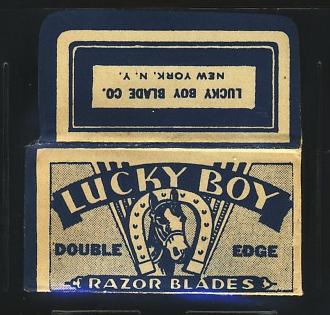 LUCKY BOY BLADE CO.
NEW YORK, N. Y.
LUCKY BOY
DOUBLE EDGE
RAZOR BLADES